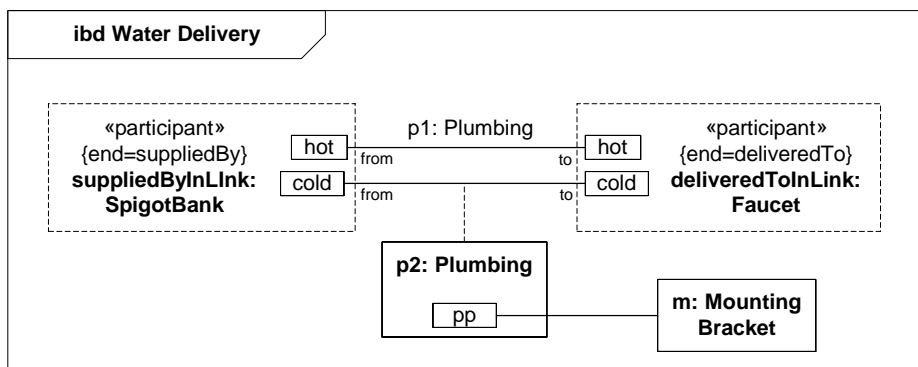 ibd Water Delivery
«participant»
{end=suppliedBy}
suppliedByInLInk:
SpigotBank
hot
cold
p1: Plumbing
from
to
from
to
hot
cold
«participant»
{end=deliveredTo}
deliveredToInLink:
Faucet
p2: Plumbing
pp
m: Mounting
Bracket